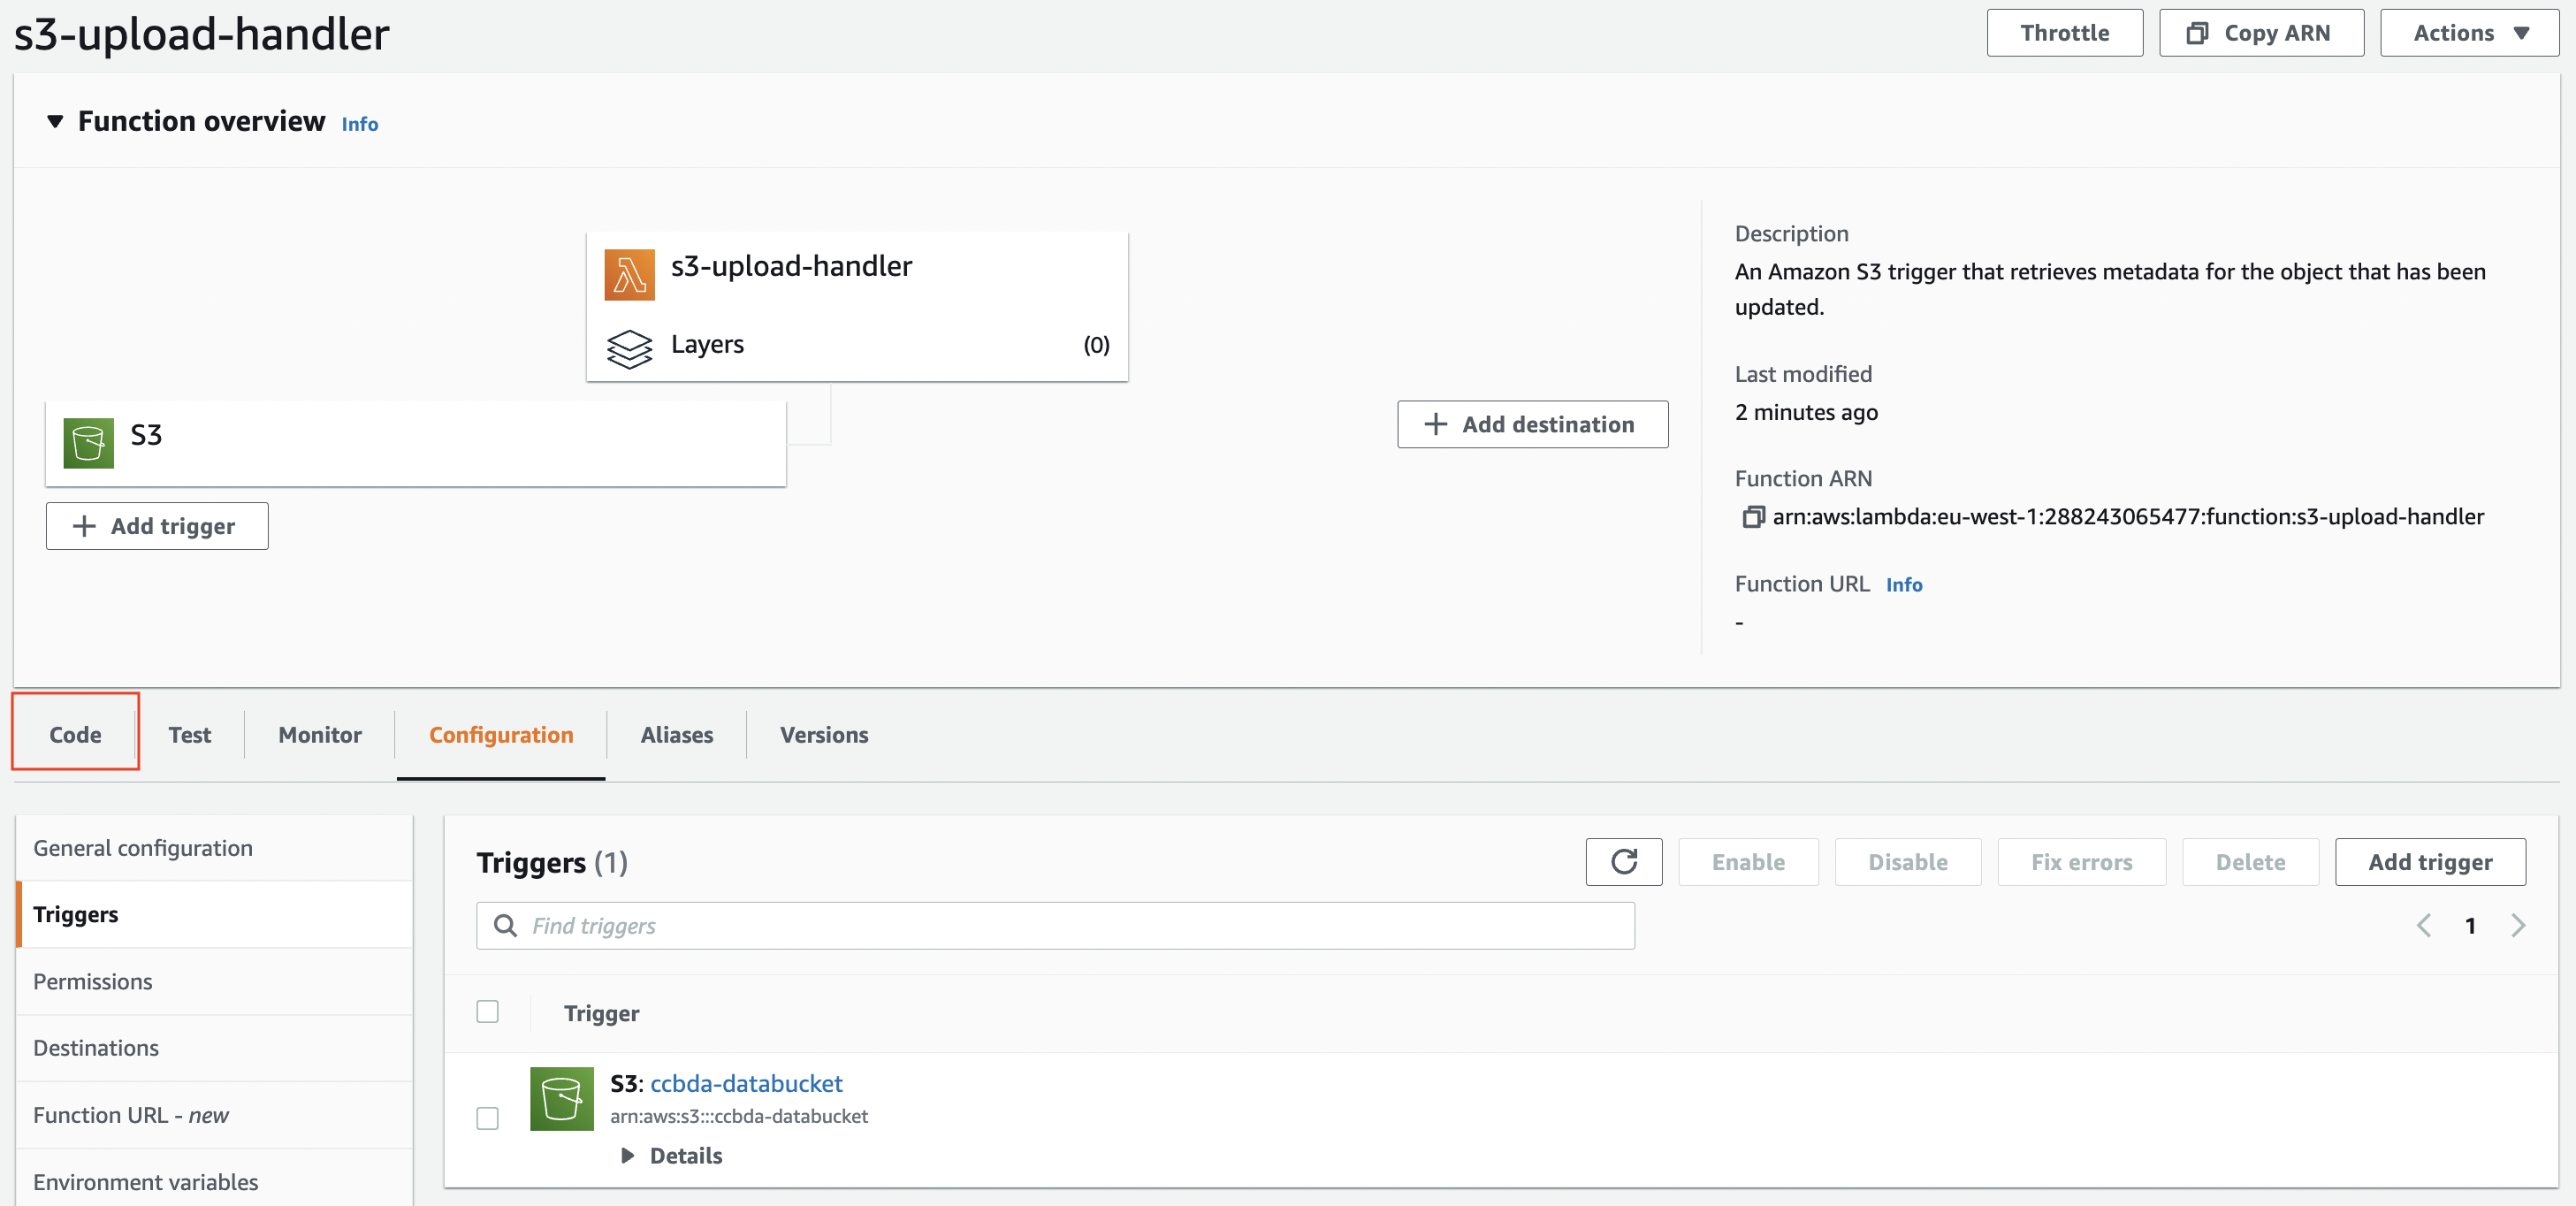 s3-upload-handler
Throttle
Copy ARN
Actions
Function overview Info
s3-upload-handler
Layers (0)
S3
Add trigger
Add destination
Description
An Amazon S3 trigger that retrieves metadata for the object that has been
updated.
Last modified
2 minutes ago
Function ARN
arn:aws:lambda:eu-west-1:288243065477:function:s3-upload-handler
Function URL Info
-
Code
Test
Monitor
Configuration
Aliases
Versions
General configuration
Triggers
Permissions
Destinations
Function URL - new
Environment variables
Triggers (1)
Enable
Disable
Fix errors
Delete
Add trigger
Find triggers
1
Trigger
S3: ccbda-databucket
arn:aws:s3:::ccbda-databucket
Details